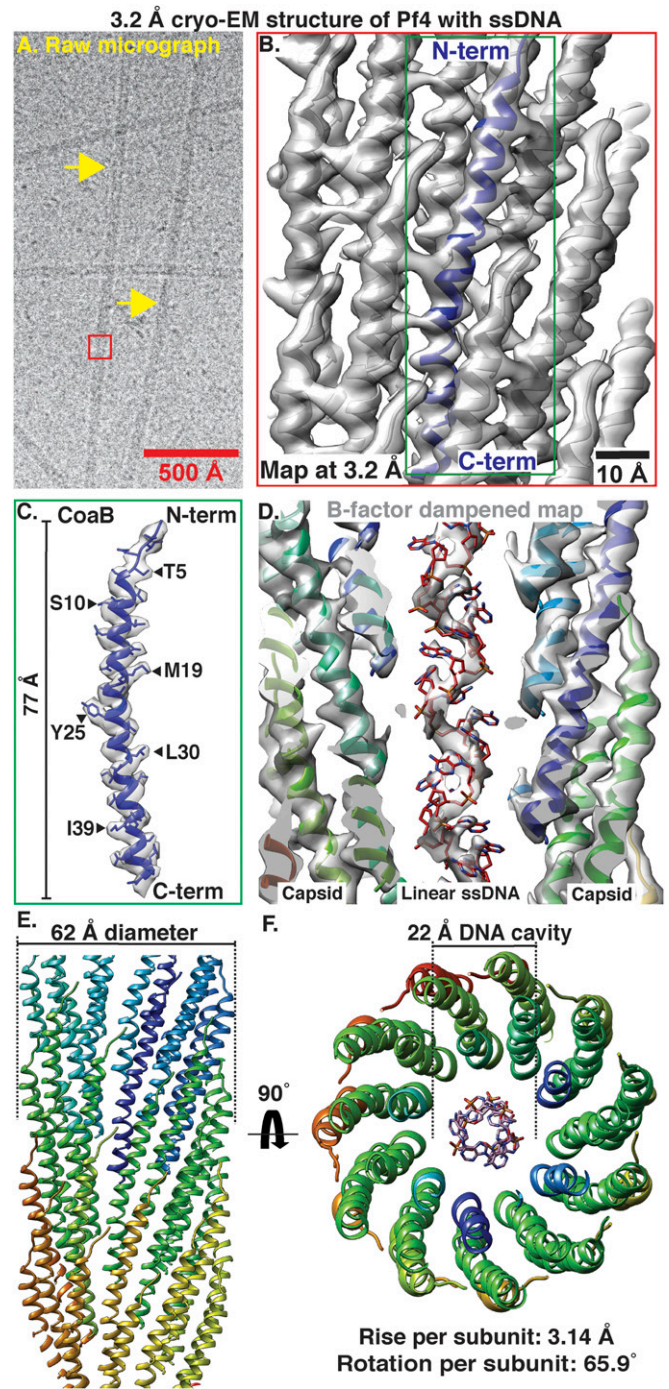 3.2 Å cryo-EM structure of Pf4 with ssDNA
A. Raw micrograph
500 Å
B.
N-term
C-term
Map at 3.2 Å
10 Å
C.
CoaB
N-term
77 Å
T5
S10
M19
Y25
L30
I39
C-term
D.
B-factor dampened map
Capsid
Linear ssDNA
Capsid
E.
62 Å diameter
90°
F.
22 Å DNA cavity
Rise per subunit: 3.14 Å
Rotation per subunit: 65.9°